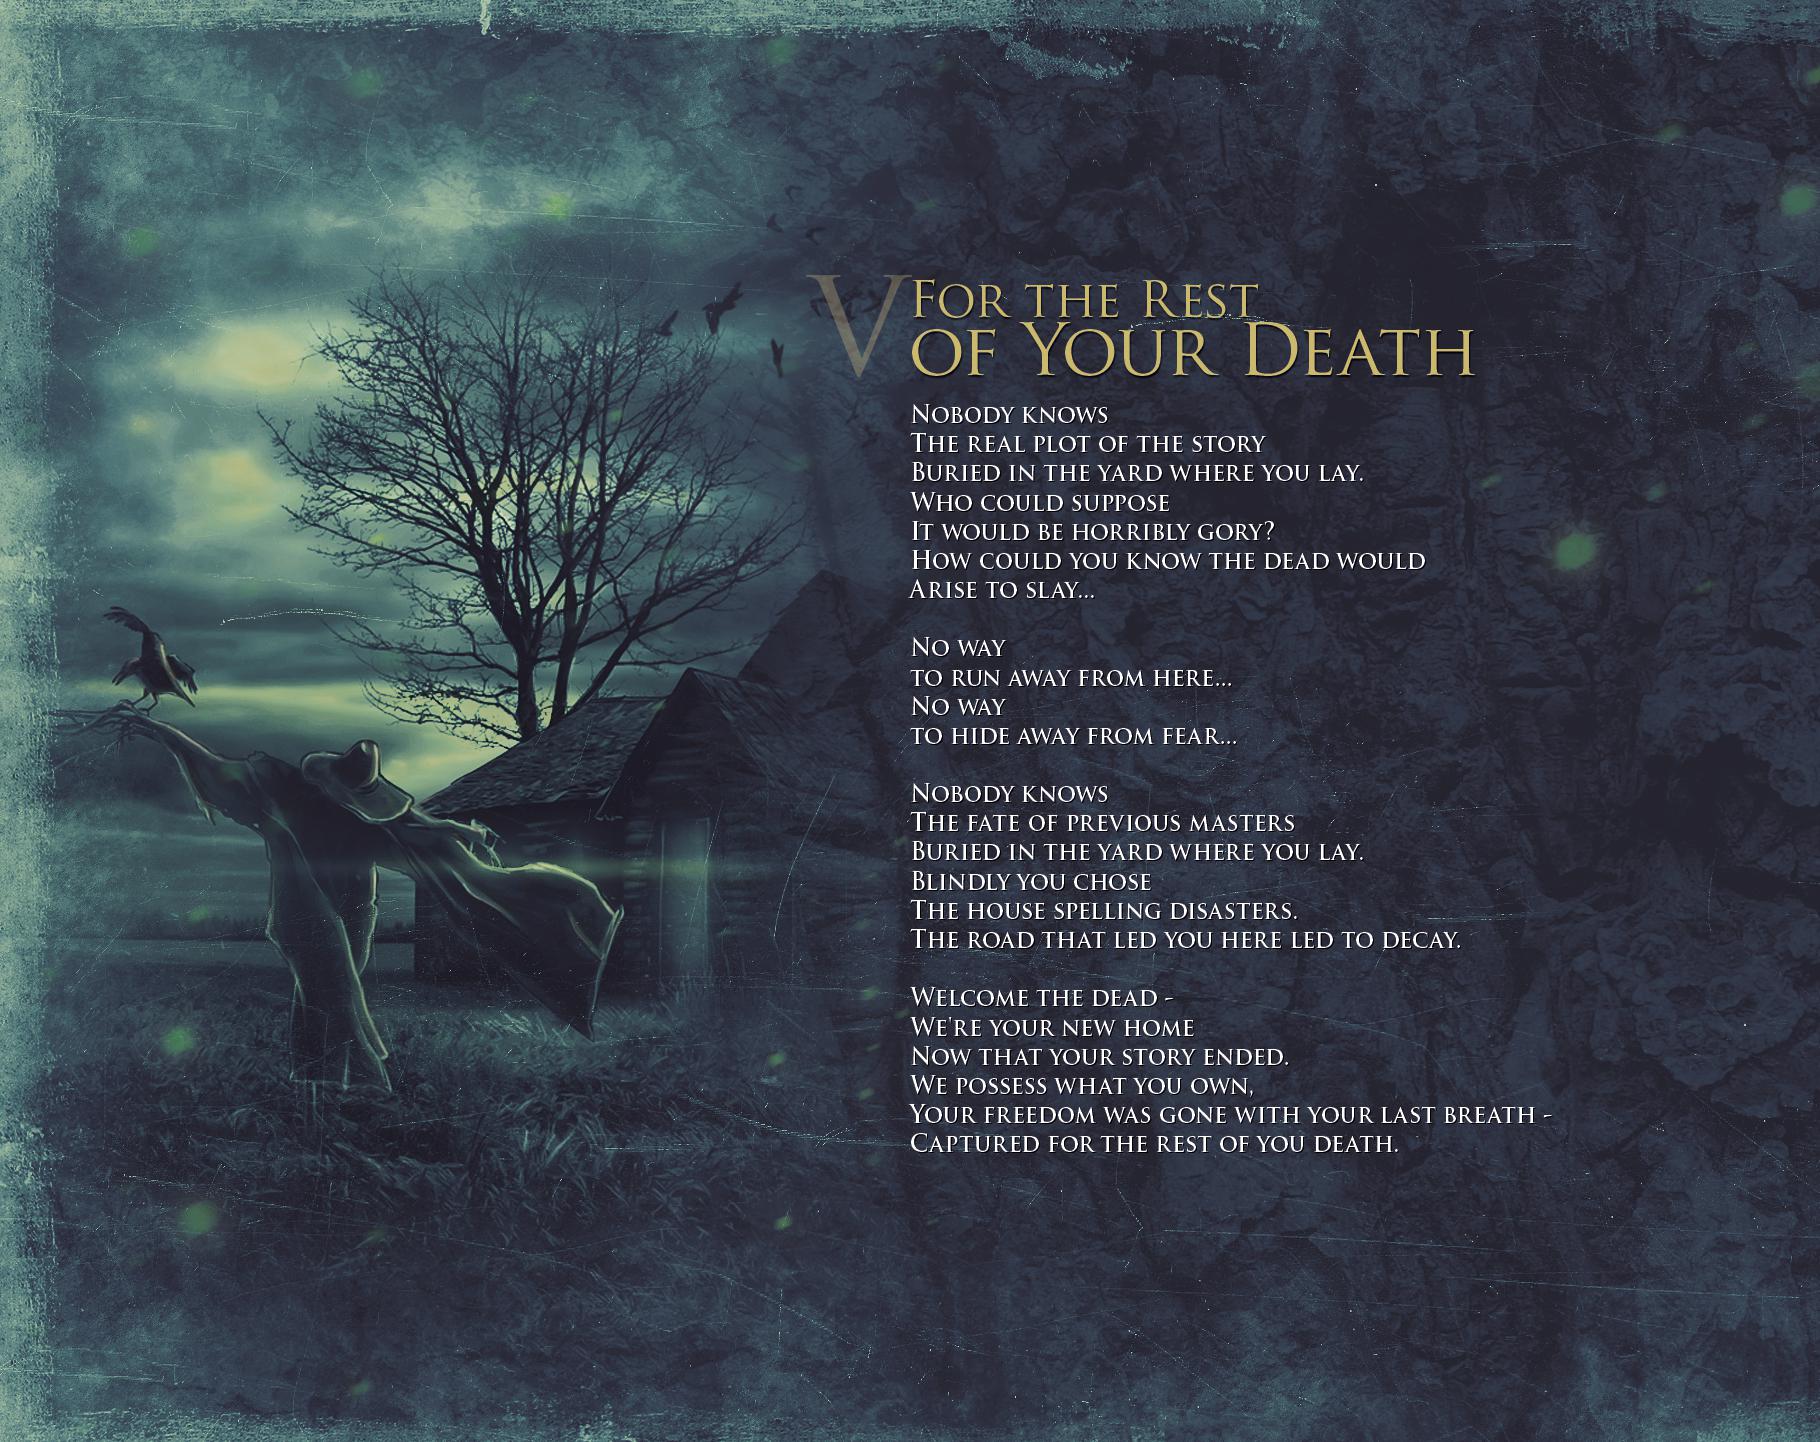 V
For the Rest
of Your Death
Nobody knows
The real plot of the story
Buried in the yard where you lay.
Who could suppose
It would be horribly gory?
How could you know the dead would
Arise to slay...
No way
to run away from here...
No way
to hide away from fear...
Nobody knows
The fate of previous masters
Buried in the yard where you lay.
Blindly you chose
The house spelling disasters.
The road that led you here led to decay.
Welcome the dead -
We're your new home
Now that your story ended.
We possess what you own,
Your freedom was gone with your last breath -
Captured for the rest of you death.